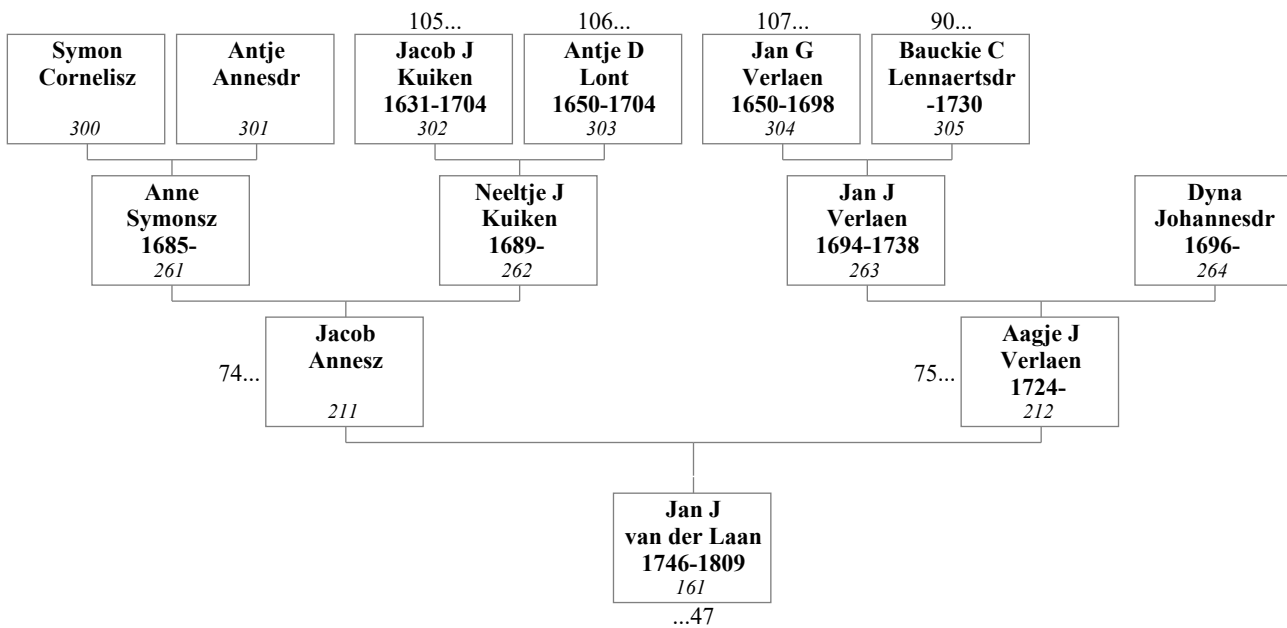 105...
106...
107...
90...
Symon
Cornelisz
300
Antje
Annesdr
301
Jacob J
Kuiken
1631-1704
302
Antje D
Lont
1650-1704
303
Jan G
Verlaen
1650-1698
304
Bauckie C
Lennaertsdr
-1730
305
Anne
Symonsz
1685-
261
Neeltje J
Kuiken
1689-
262
Jan J
Verlaen
1694-1738
263
Dyna
Johannesdr
1696-
264
74...
Jacob
Annesz
211
75...
Aagje J
Verlaen
1724-
212
Jan J
van der Laan
1746-1809
161
...47